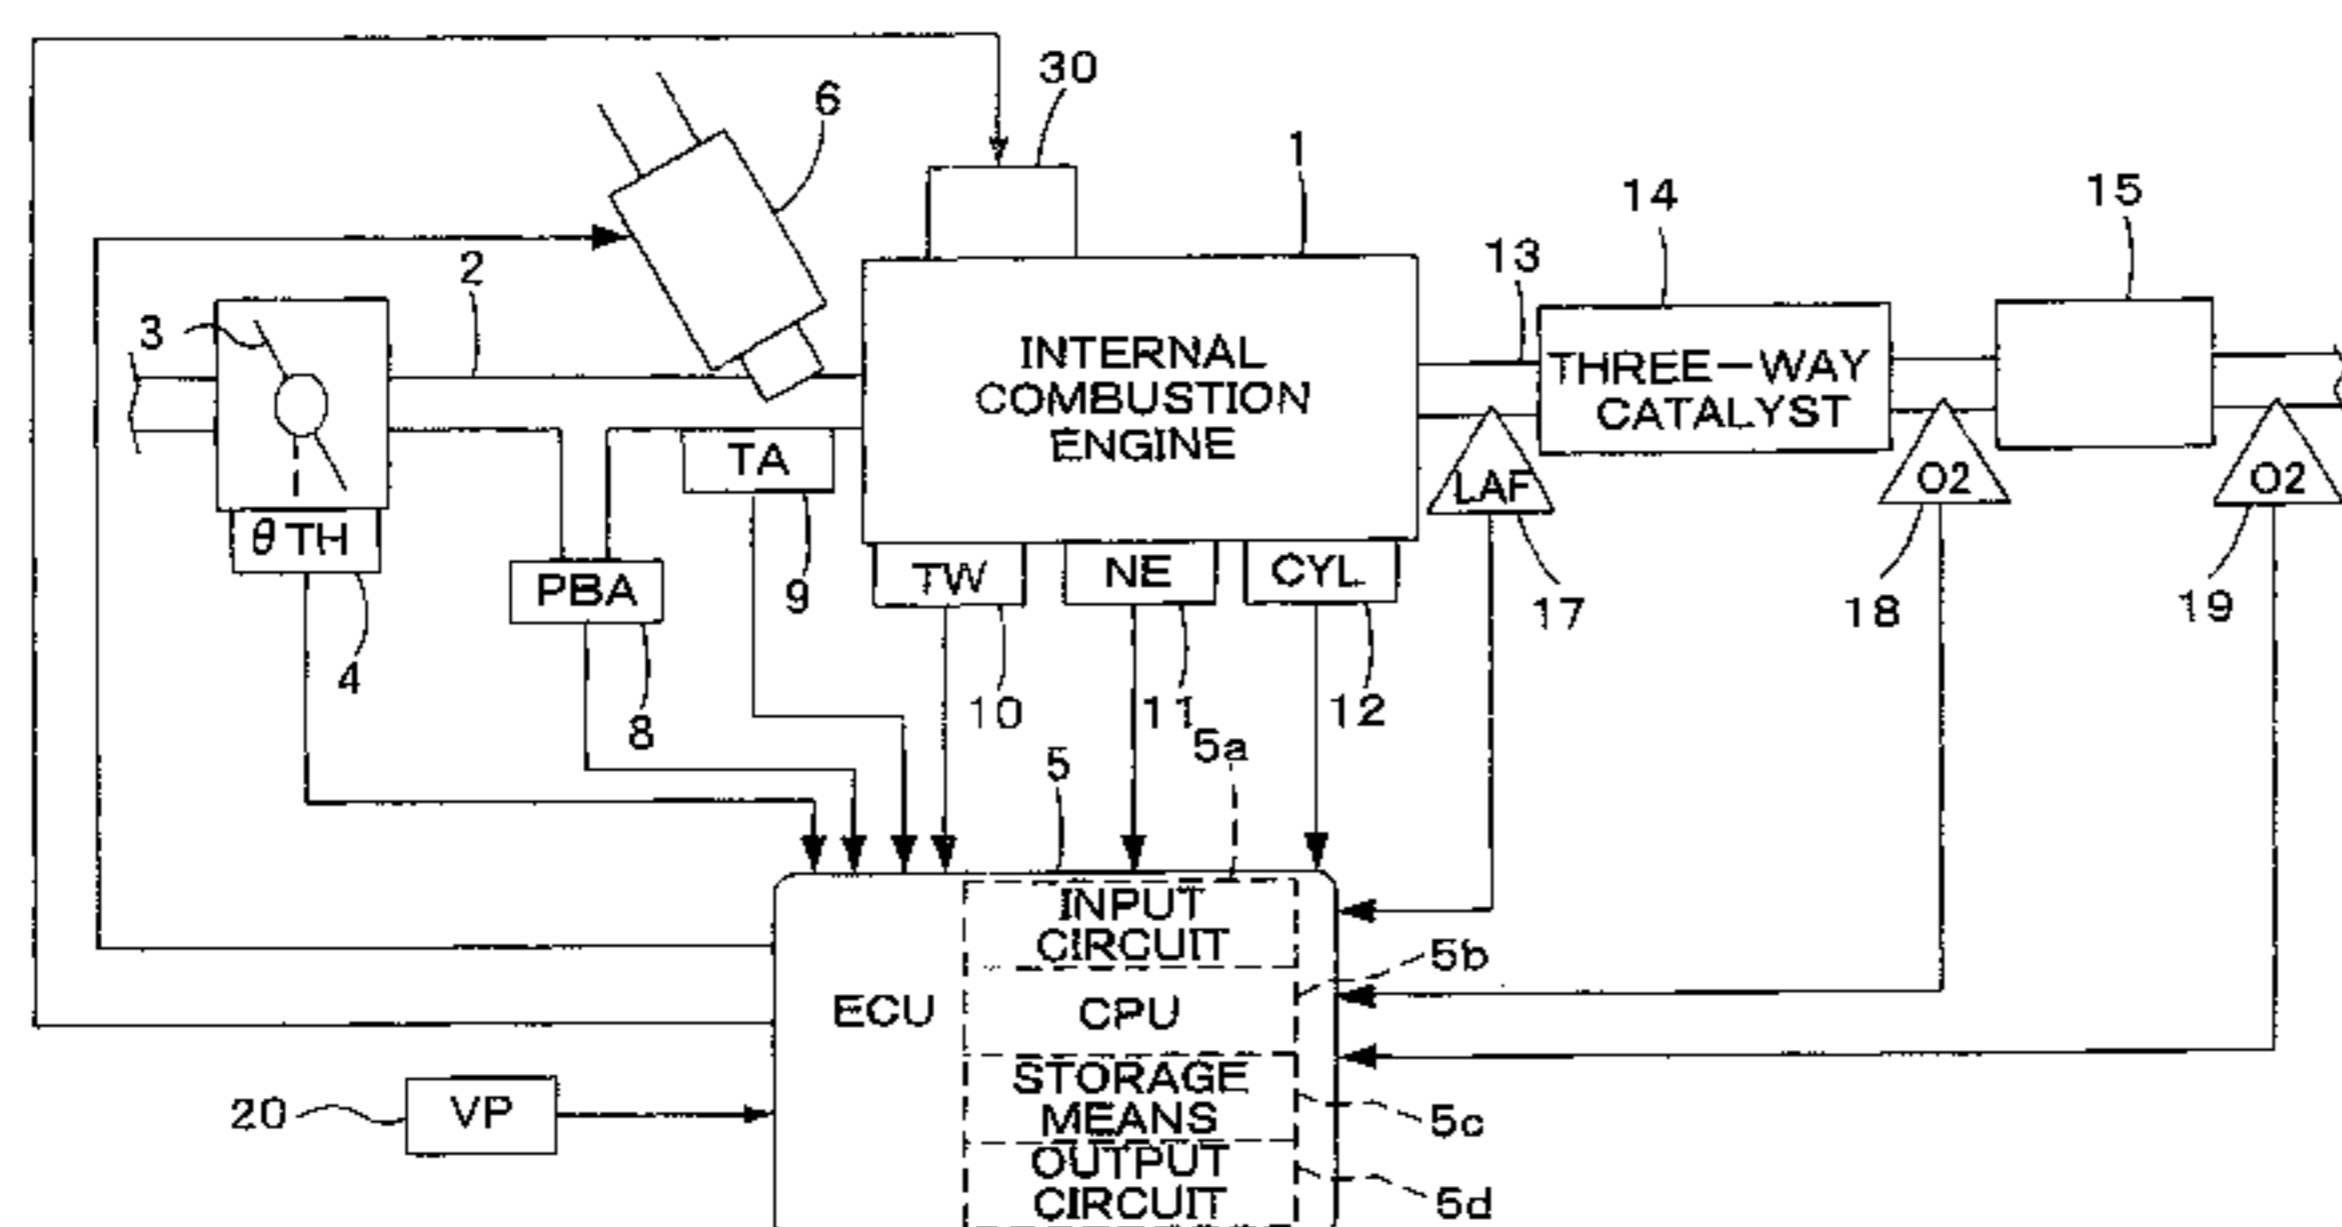 30
6
1
14
15
2
13
3
INTERNAL
COMBUSTION
ENGINE
THREE-WAY
CATALYST
TA
LAF
O2
O2
θTH
PBA
TW
NE
CYL
9
17
18
19
4
8
10
11
12
5
5a
INPUT
CIRCUIT
5b
ECU
CPU
STORAGE
MEANS
5c
20
VP
OUTPUT
CIRCUIT
5d